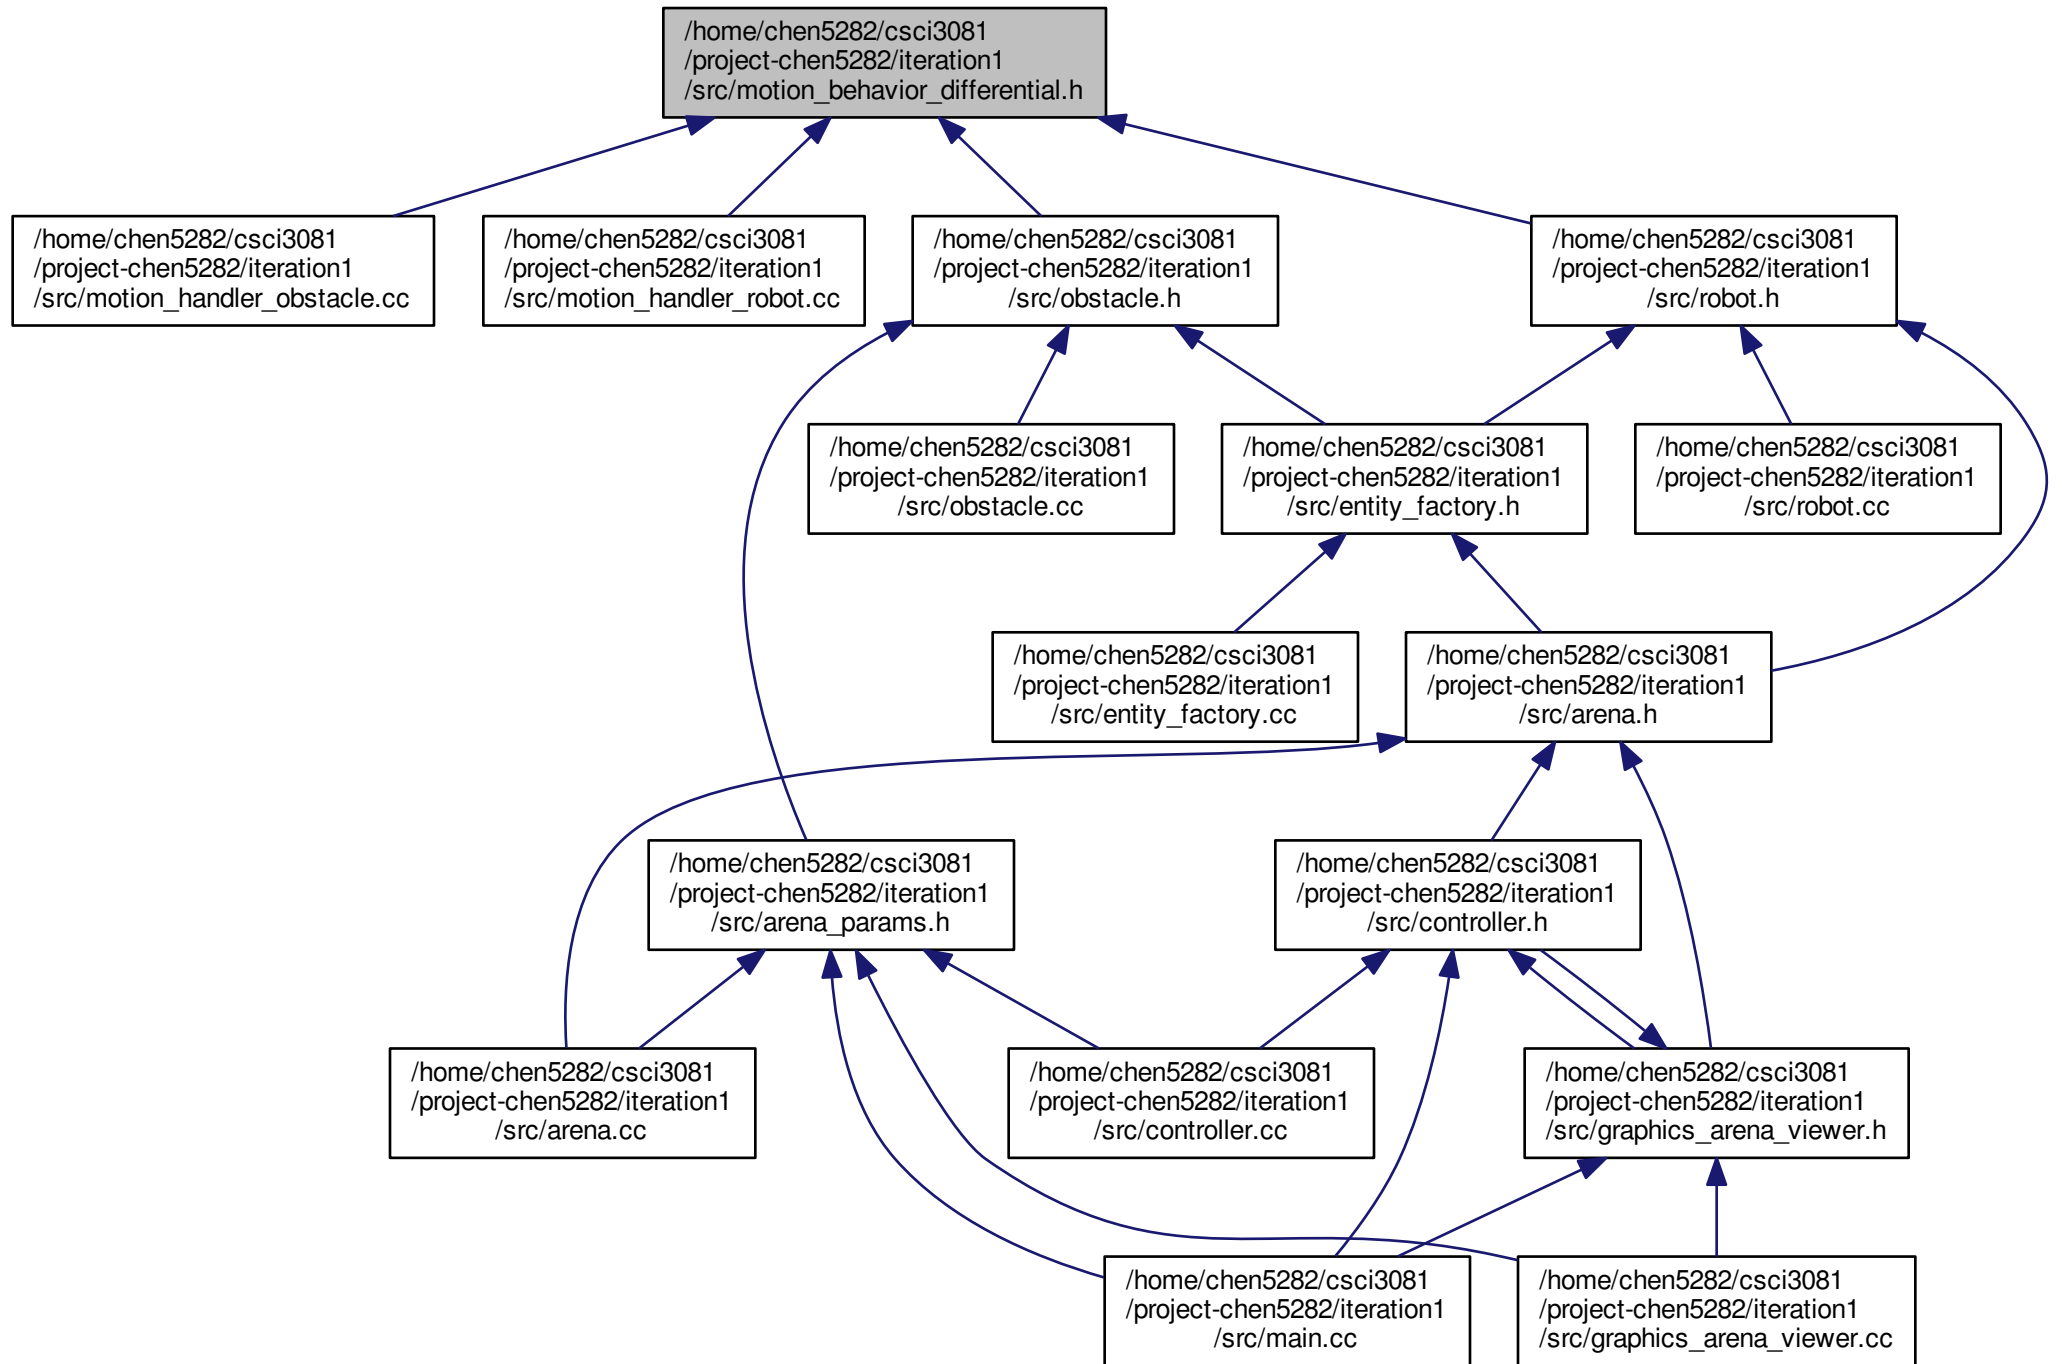 /home/chen5282/csci3081
/project-chen5282/iteration1
/src/motion_behavior_differential.h
/home/chen5282/csci3081
/project-chen5282/iteration1
/src/motion_handler_obstacle.cc
/home/chen5282/csci3081
/project-chen5282/iteration1
/src/motion_handler_robot.cc
/home/chen5282/csci3081
/project-chen5282/iteration1
/src/obstacle.h
/home/chen5282/csci3081
/project-chen5282/iteration1
/src/robot.h
/home/chen5282/csci3081
/project-chen5282/iteration1
/src/obstacle.cc
/home/chen5282/csci3081
/project-chen5282/iteration1
/src/entity_factory.h
/home/chen5282/csci3081
/project-chen5282/iteration1
/src/robot.cc
/home/chen5282/csci3081
/project-chen5282/iteration1
/src/entity_factory.cc
/home/chen5282/csci3081
/project-chen5282/iteration1
/src/arena.h
/home/chen5282/csci3081
/project-chen5282/iteration1
/src/arena_params.h
/home/chen5282/csci3081
/project-chen5282/iteration1
/src/controller.h
/home/chen5282/csci3081
/project-chen5282/iteration1
/src/arena.cc
/home/chen5282/csci3081
/project-chen5282/iteration1
/src/controller.cc
/home/chen5282/csci3081
/project-chen5282/iteration1
/src/graphics_arena_viewer.h
/home/chen5282/csci3081
/project-chen5282/iteration1
/src/main.cc
/home/chen5282/csci3081
/project-chen5282/iteration1
/src/graphics_arena_viewer.cc